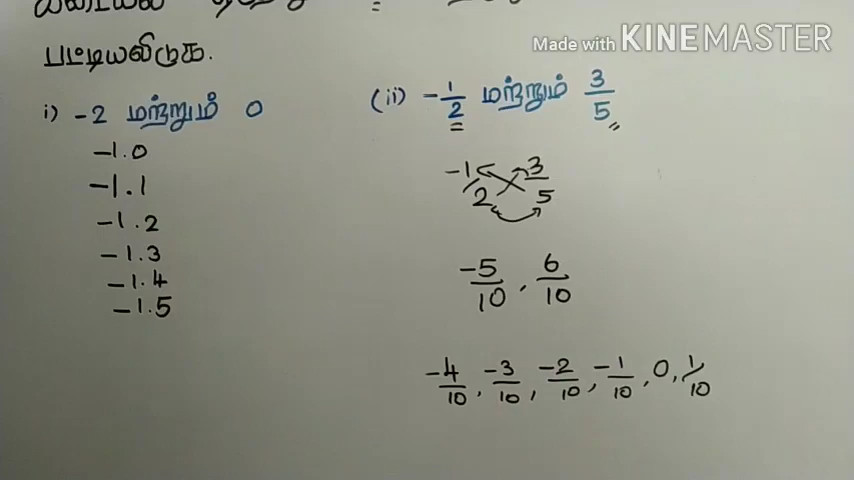 Made with KINEMASTER
பட்டியலிடுக.
i) -2 மற்றும் 0
-1.0
-1.1
-1.2
-1.3
-1.4
-1.5
(ii) -1/2 மற்றும் 3/5
-1/2 3/5
-5/10, 6/10
-4/10, -3/10, -2/10, -1/10, 0, 1/10